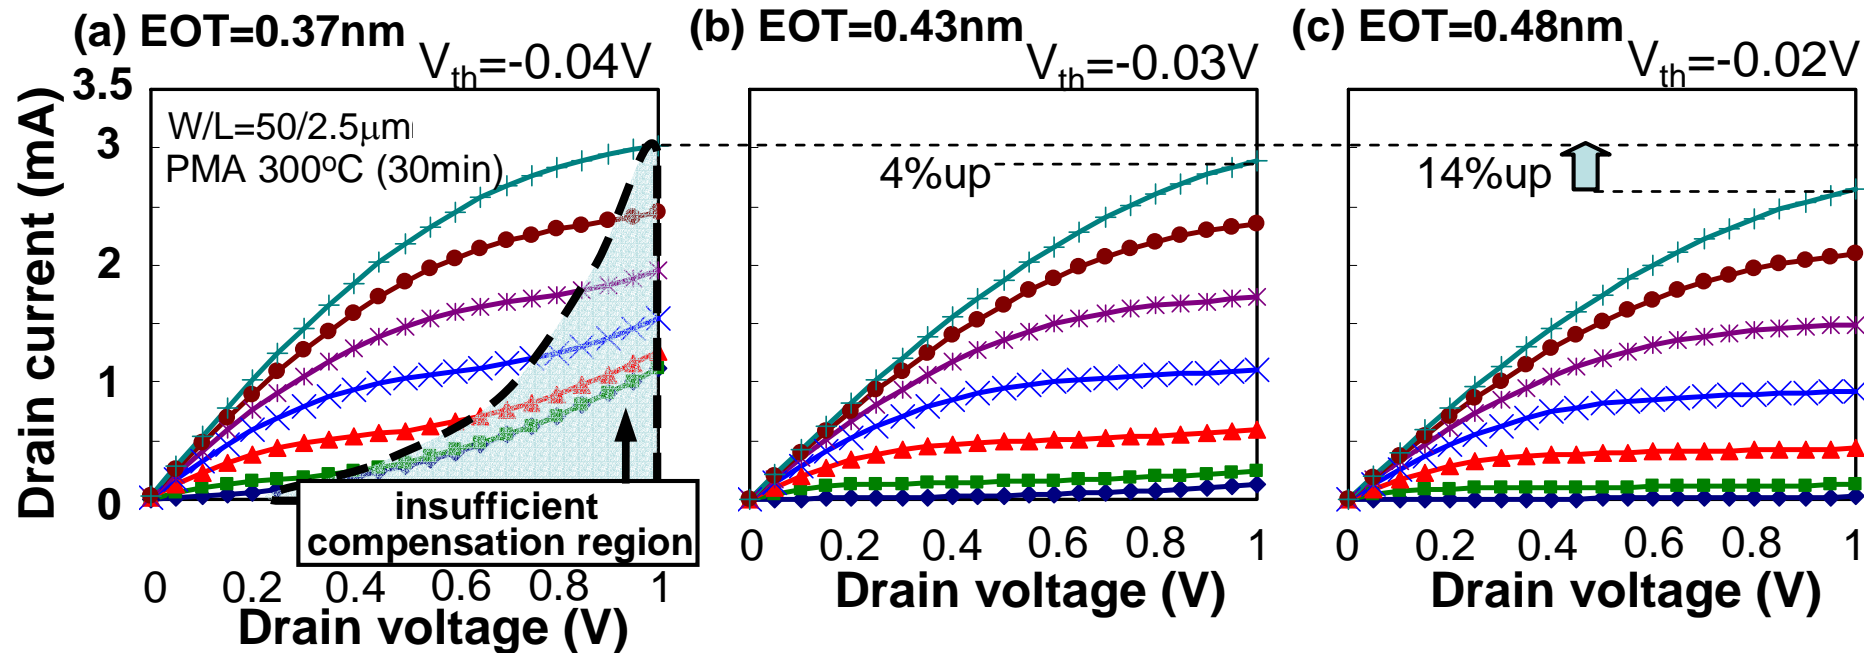 (a) EOT=0.37nm
Vth=-0.04V
(b) EOT=0.43nm
Vth=-0.03V
(c) EOT=0.48nm
Vth=-0.02V
Drain current (mA)
3.5
3
2
1
0
W/L=50/2.5μm
PMA 300ºC (30min)
4%up
14%up
insufficient
compensation region
0 0.2 0.4 0.6 0.8 1
Drain voltage (V)
0 0.2 0.4 0.6 0.8 1
Drain voltage (V)
0 0.2 0.4 0.6 0.8 1
Drain voltage (V)